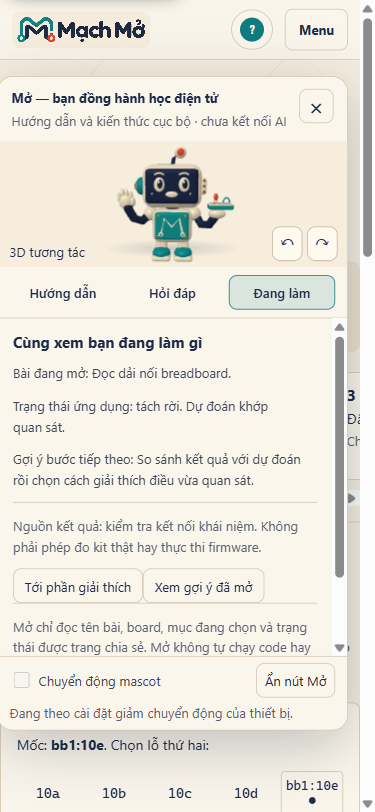 Mạch Mở
?
Menu
Mở — bạn đồng hành học điện tử
Hướng dẫn và kiến thức cục bộ · chưa kết nối AI
3D tương tác
Hướng dẫn
Hỏi đáp
Đang làm
Cùng xem bạn đang làm gì
Bài đang mở: Đọc dải nối breadboard.
Trạng thái ứng dụng: tách rời. Dự đoán khớp
quan sát.
Gợi ý bước tiếp theo: So sánh kết quả với dự đoán
rồi chọn cách giải thích điều vừa quan sát.
Nguồn kết quả: kiểm tra kết nối khái niệm. Không
phải phép đo kit thật hay thực thi firmware.
Tới phần giải thích
Xem gợi ý đã mở
Mở chỉ đọc tên bài, board, mục đang chọn và trạng
thái được trang chia sẻ. Mở không tự chạy code hay
3
Chuyển động mascot
Ẩn nút Mở
Đang theo cài đặt giảm chuyển động của thiết bị.
Mốc: bb1:10e. Chọn lỗ thứ hai:
10a
10b
10c
10d
bb1:10e